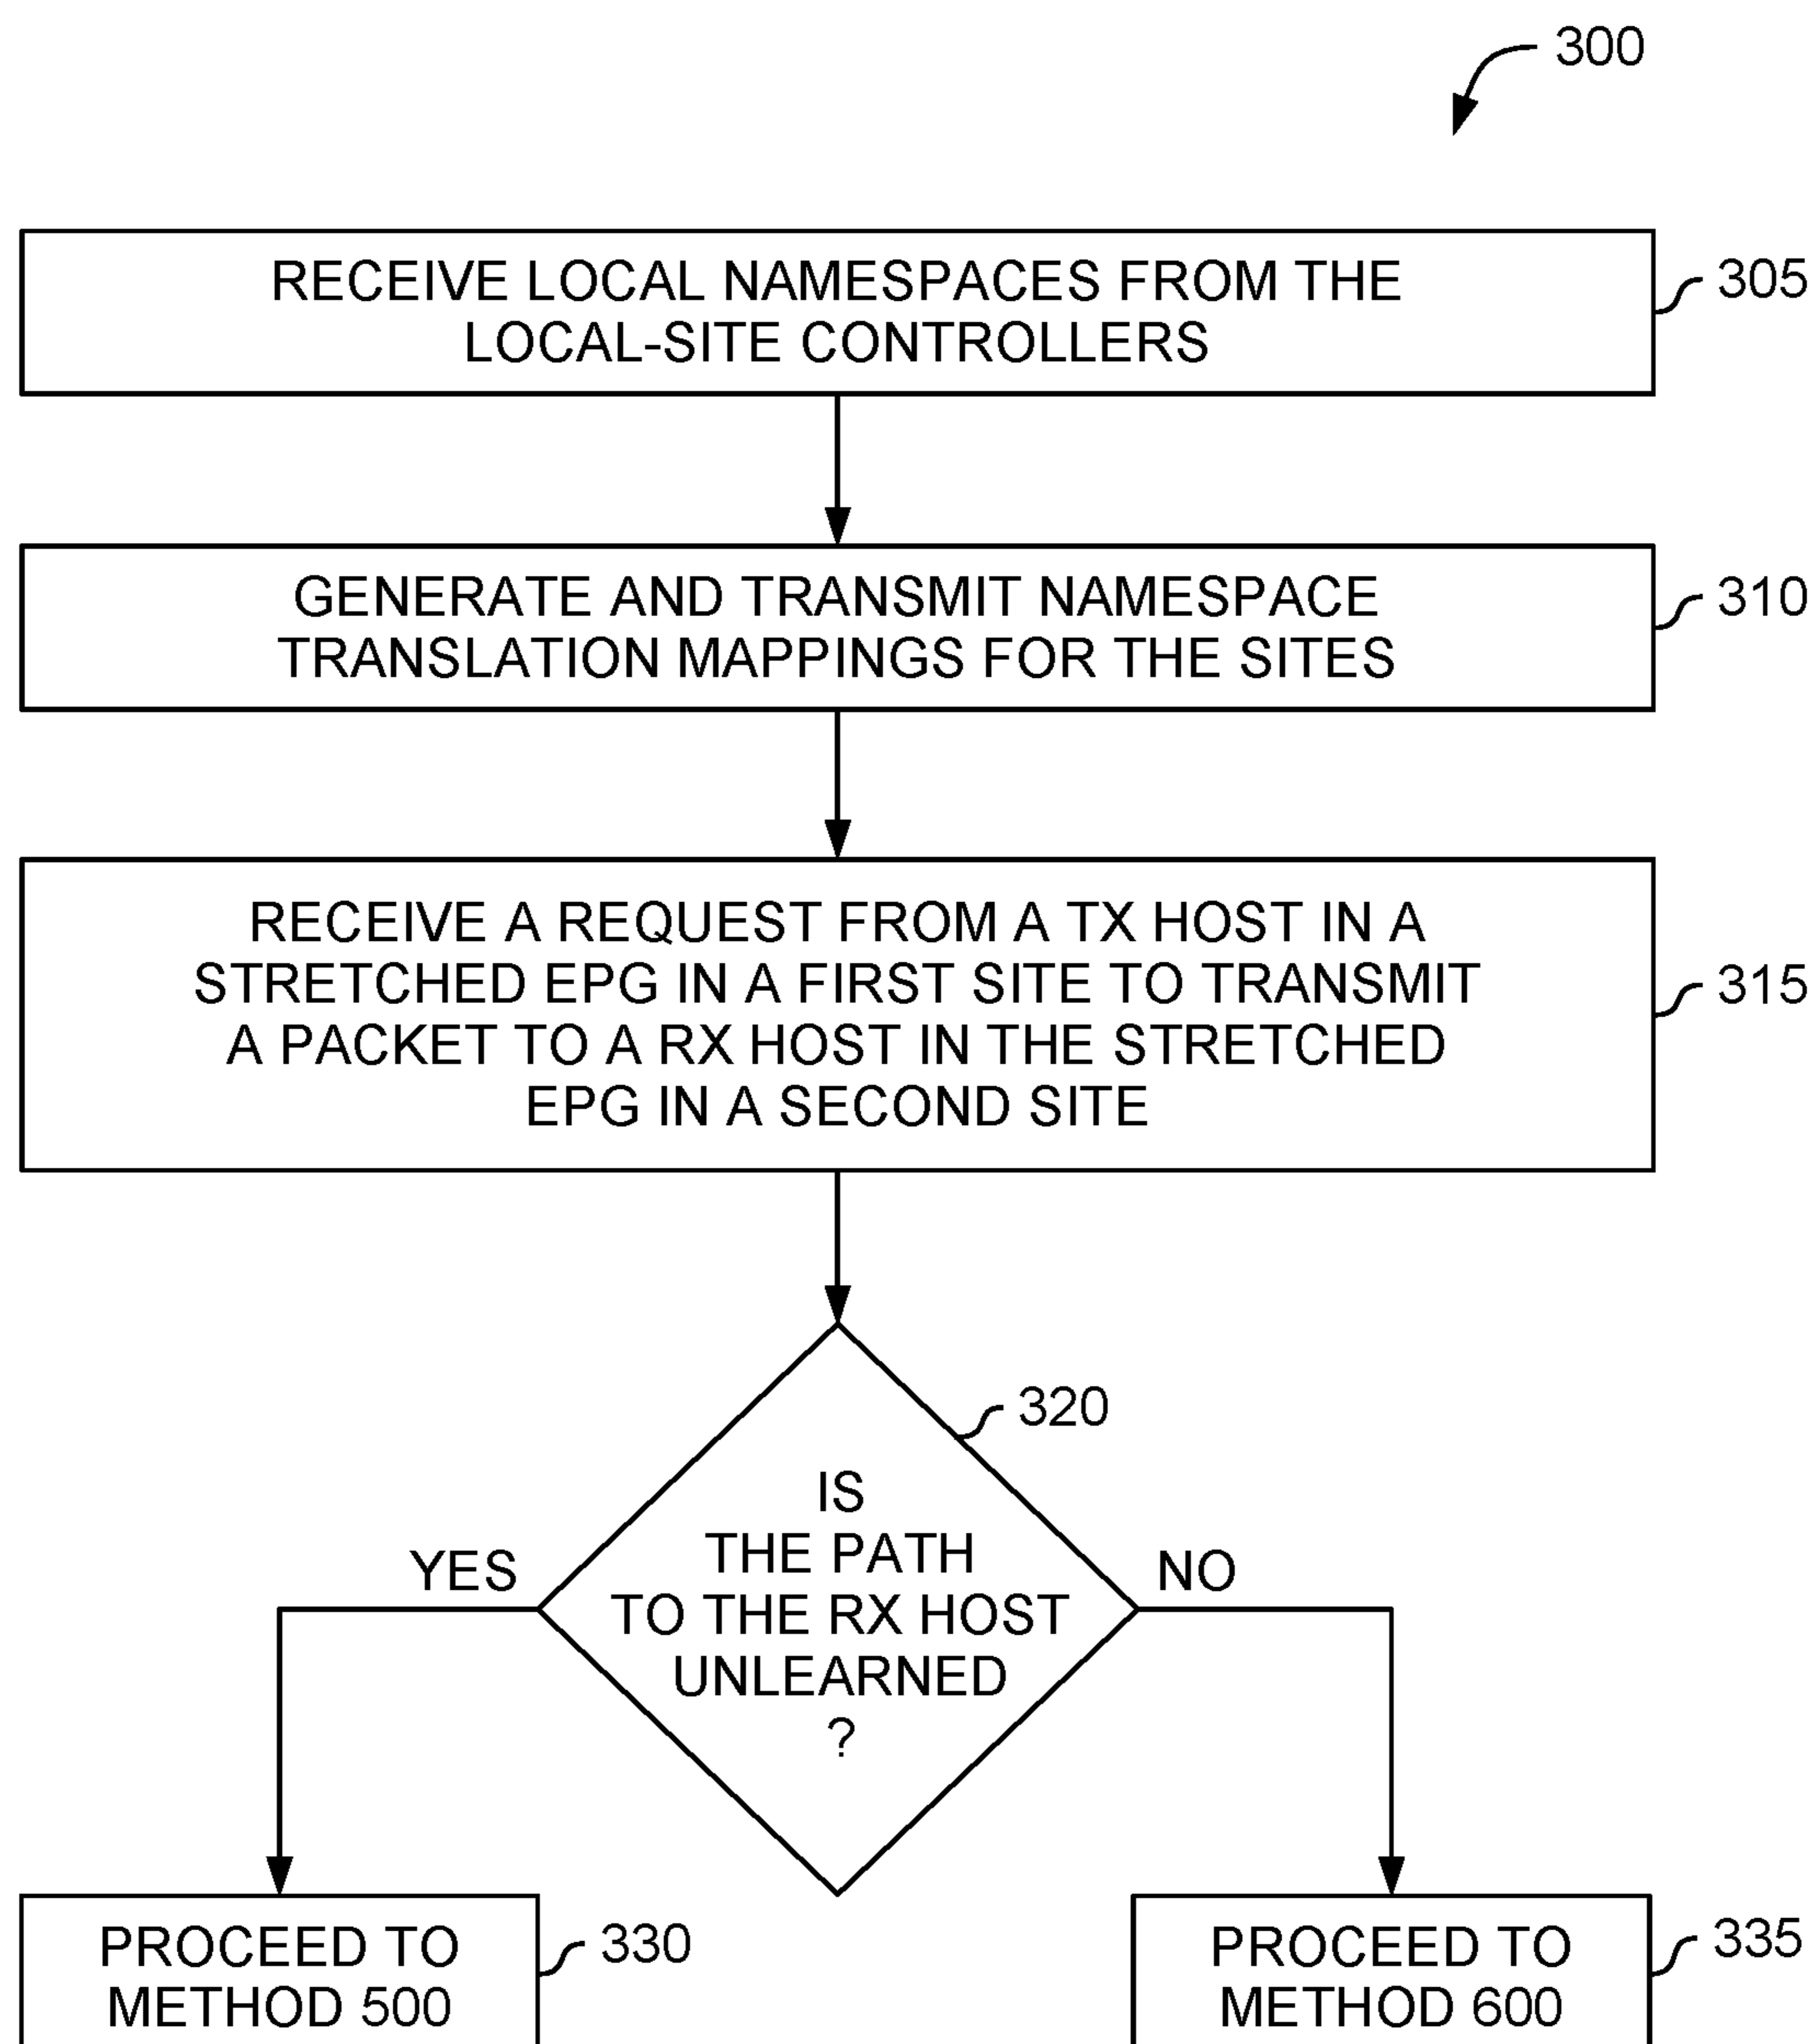 300
RECEIVE LOCAL NAMESPACES FROM THE
LOCAL-SITE CONTROLLERS
305
GENERATE AND TRANSMIT NAMESPACE
TRANSLATION MAPPINGS FOR THE SITES
310
RECEIVE A REQUEST FROM A TX HOST IN A
STRETCHED EPG IN A FIRST SITE TO TRANSMIT
A PACKET TO A RX HOST IN THE STRETCHED
EPG IN A SECOND SITE
315
320
IS
THE PATH
TO THE RX HOST
UNLEARNED
?
YES
NO
PROCEED TO
METHOD 500
330
PROCEED TO
METHOD 600
335